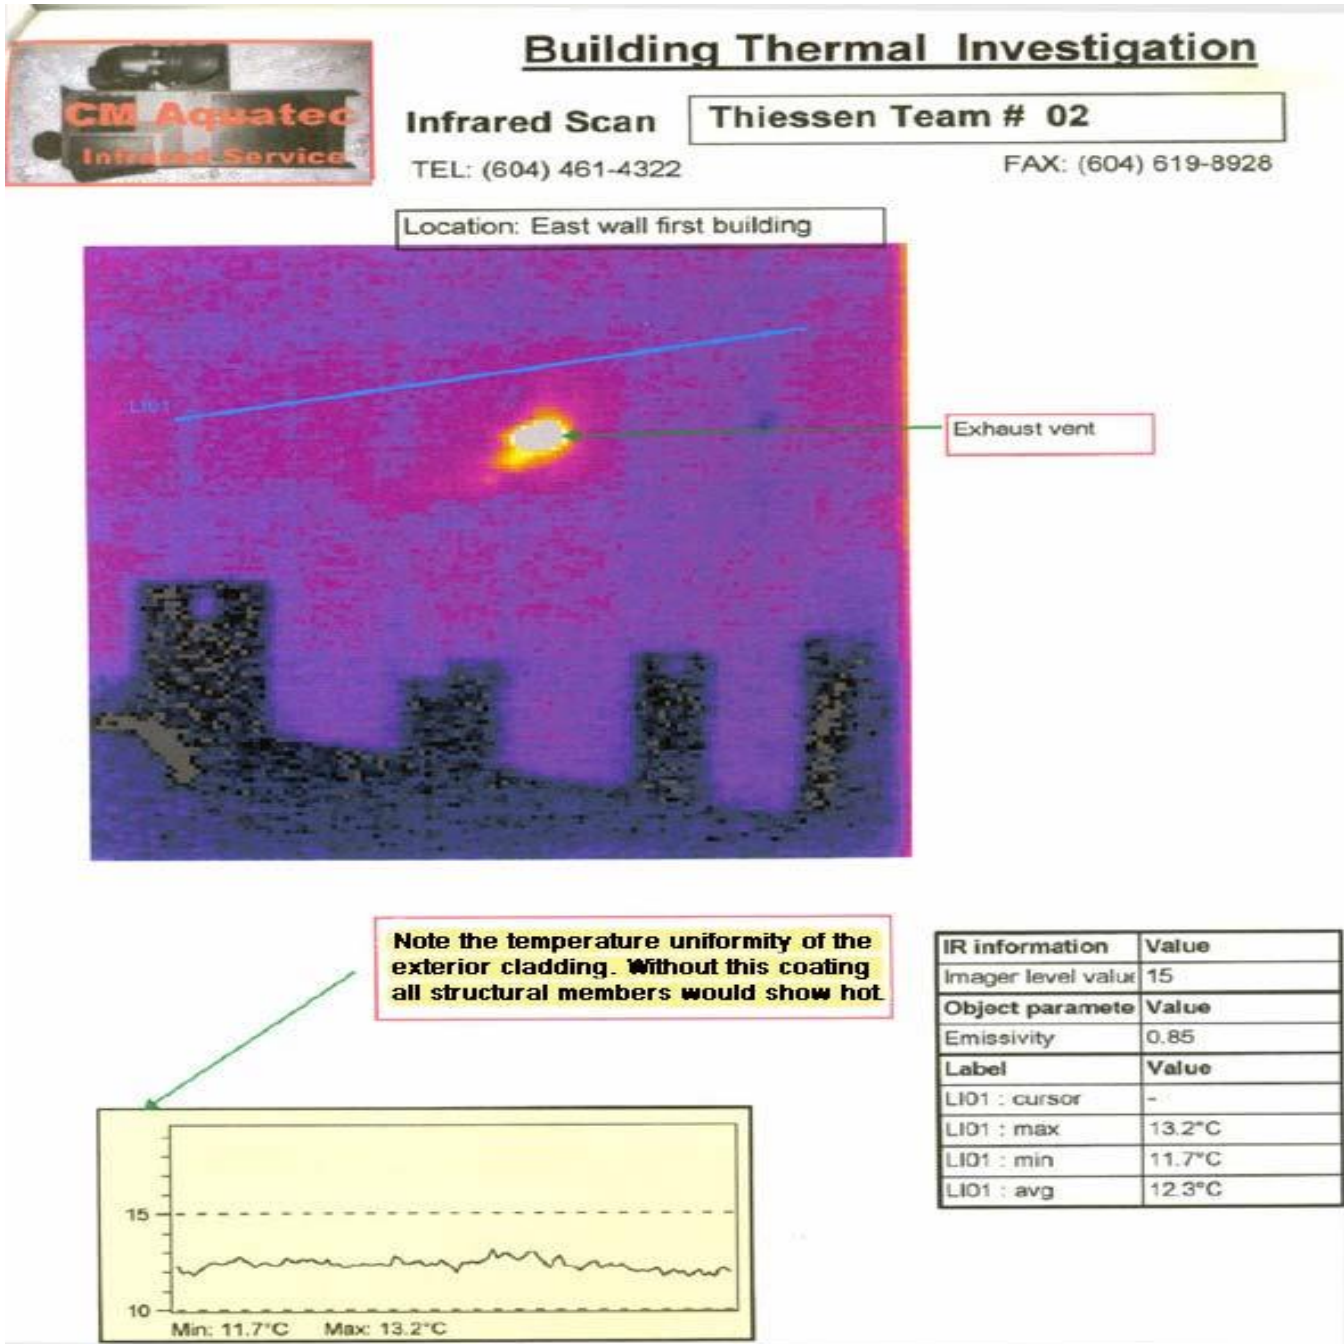 Building Thermal Investigation
CM Aquatec
Infrared Service
Infrared Scan
Thiessen Team # 02
TEL: (604) 461-4322
FAX: (604) 619-8928
Location: East wall first building
LI01
Exhaust vent
Note the temperature uniformity of the
exterior cladding. Without this coating
all structural members would show hot
IR information Value
Imager level value 15
Object paramete Value
Emissivity 0.85
Label Value
LI01 : cursor -
LI01 : max 13.2°C
LI01 : min 11.7°C
LI01 : avg 12.3°C
15
10
Min: 11.7°C Max: 13.2°C